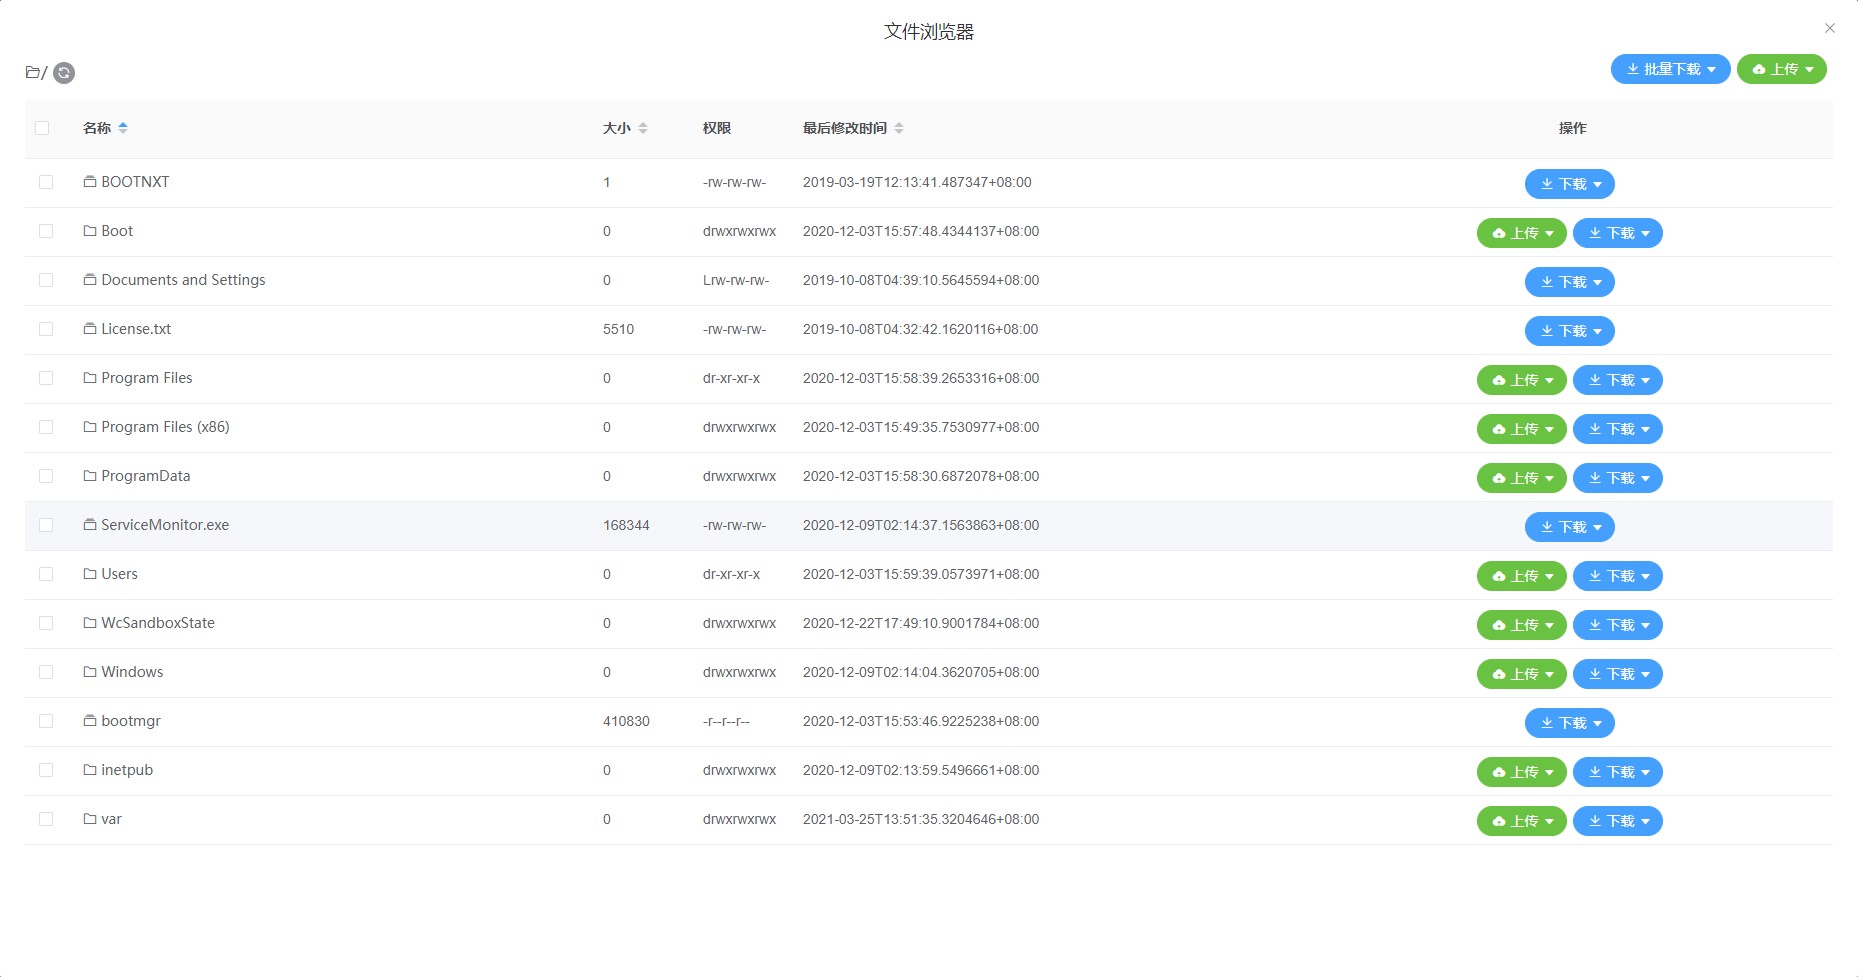 文件浏览器
/
批量下载 上传
名称 大小 权限 最后修改时间 操作
BOOTNXT 1 -rw-rw-rw- 2019-03-19T12:13:41.487347+08:00 下载
Boot 0 drwxrwxrwx 2020-12-03T15:57:48.4344137+08:00 上传 下载
Documents and Settings 0 Lrw-rw-rw- 2019-10-08T04:39:10.5645594+08:00 下载
License.txt 5510 -rw-rw-rw- 2019-10-08T04:32:42.1620116+08:00 下载
Program Files 0 dr-xr-xr-x 2020-12-03T15:58:39.2653316+08:00 上传 下载
Program Files (x86) 0 drwxrwxrwx 2020-12-03T15:49:35.7530977+08:00 上传 下载
ProgramData 0 drwxrwxrwx 2020-12-03T15:58:30.6872078+08:00 上传 下载
ServiceMonitor.exe 168344 -rw-rw-rw- 2020-12-09T02:14:37.1563863+08:00 下载
Users 0 dr-xr-xr-x 2020-12-03T15:59:39.0573971+08:00 上传 下载
WcSandboxState 0 drwxrwxrwx 2020-12-22T17:49:10.9001784+08:00 上传 下载
Windows 0 drwxrwxrwx 2020-12-09T02:14:04.3620705+08:00 上传 下载
bootmgr 410830 -r--r--r-- 2020-12-03T15:53:46.9225238+08:00 下载
inetpub 0 drwxrwxrwx 2020-12-09T02:13:59.5496661+08:00 上传 下载
var 0 drwxrwxrwx 2021-03-25T13:51:35.3204646+08:00 上传 下载